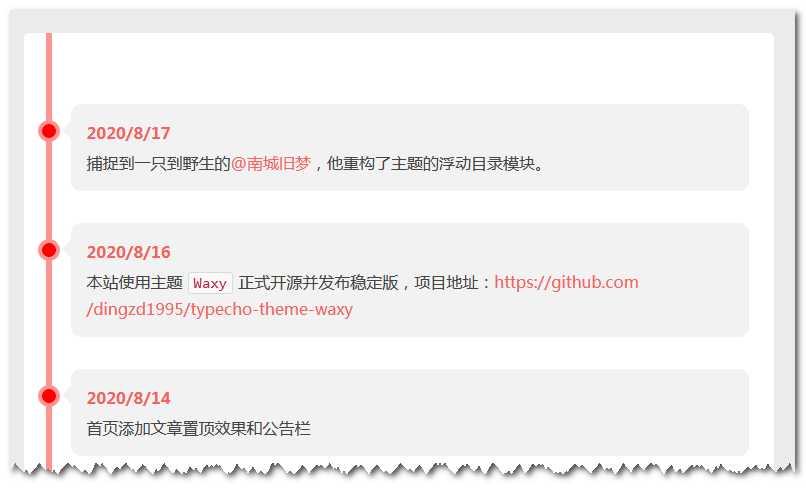 2020/8/17
捕捉到一只到野生的@南城旧梦，他重构了主题的浮动目录模块。
2020/8/16
本站使用主题 Waxy 正式开源并发布稳定版，项目地址：https://github.com
/dingzd1995/typecho-theme-waxy
2020/8/14
首页添加文章置顶效果和公告栏